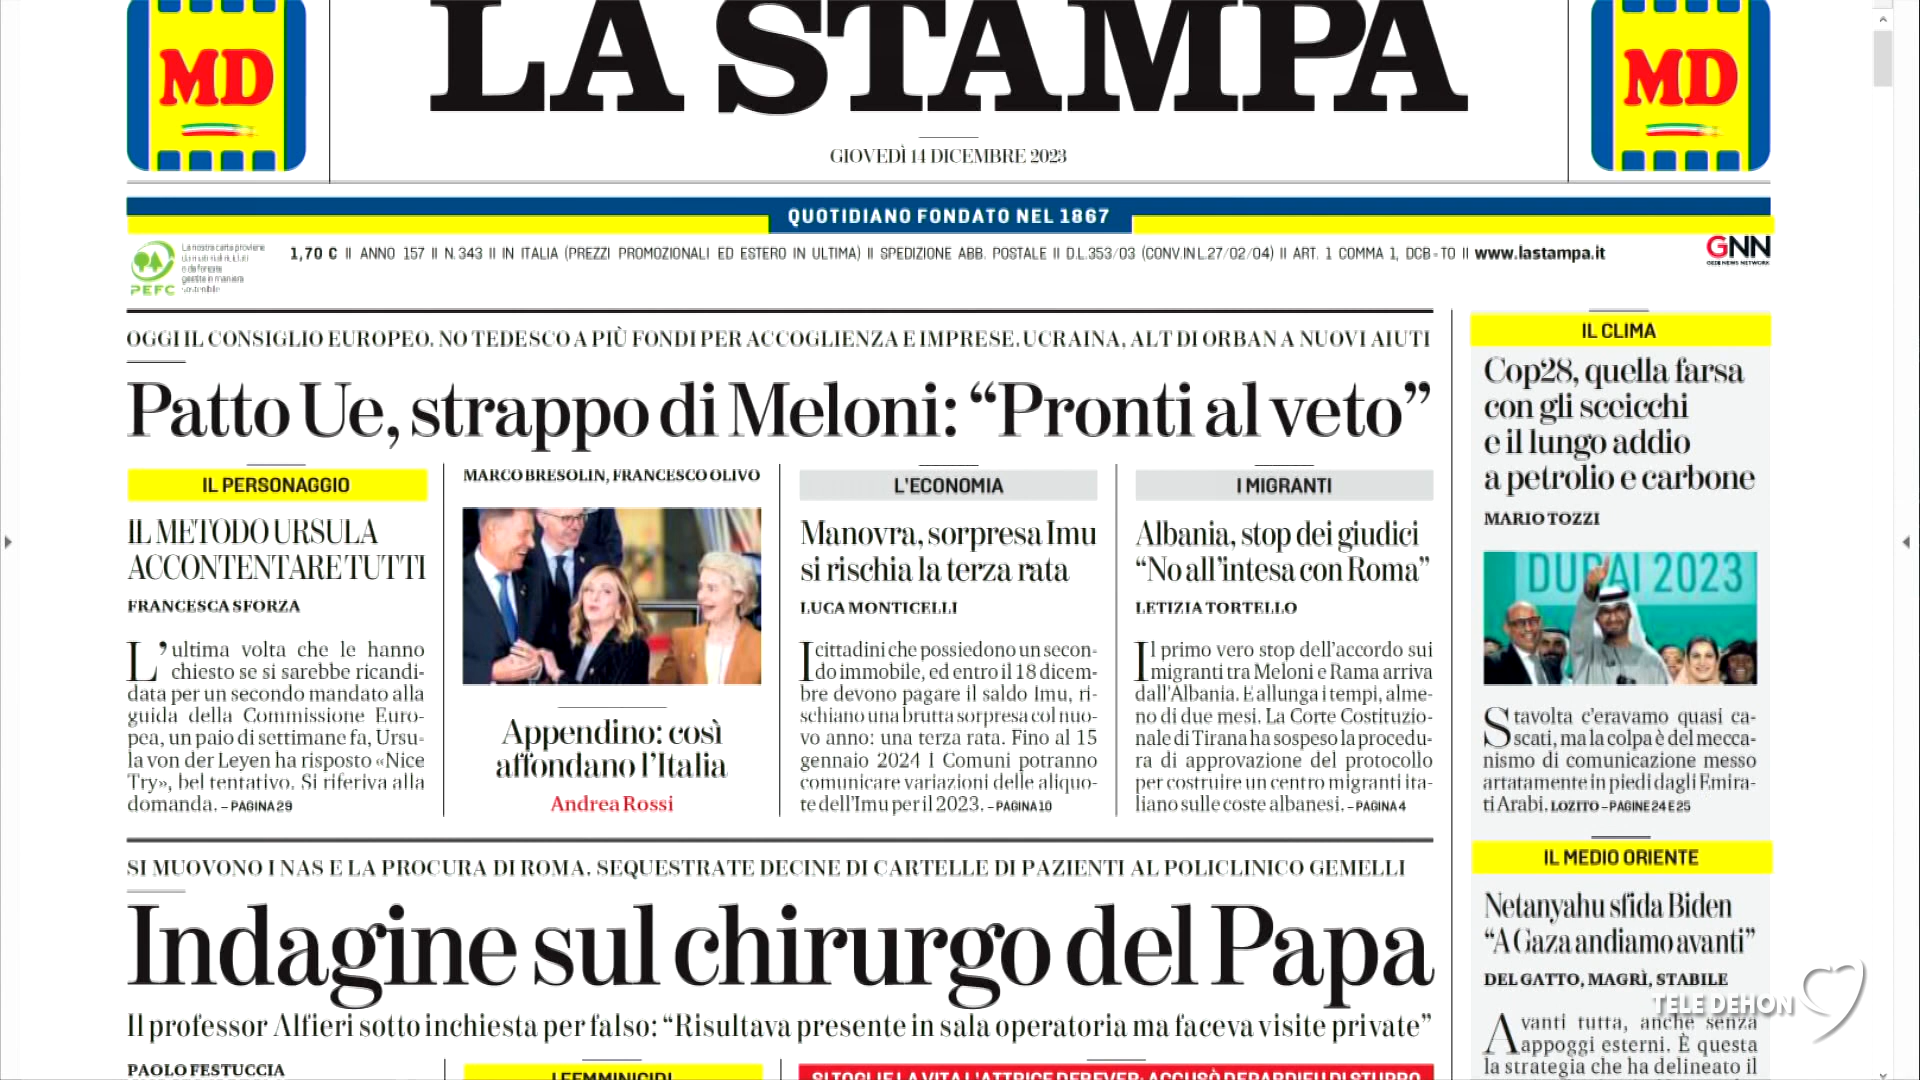 MD
LA STAMPA
MD
GIOVEDÌ 14 DICEMBRE 2023
QUOTIDIANO FONDATO NEL 1867
PEFC
1,70 C II ANNO 157 II N.343 II IN ITALIA (PREZZI PROMOZIONALI ED ESTERO IN ULTIMA) II SPEDIZIONE ABB. POSTALE II D.L.353/03 (CONV.IN L.27/02/04) II ART. 1 COMMA 1, DCB-TO II www.lastampa.it
GNN
GEDI NEWS NETWORK
OGGI IL CONSIGLIO EUROPEO. NO TEDESCO A PIÙ FONDI PER ACCOGLIENZA E IMPRESE. UCRAINA, ALT DI ORBAN A NUOVI AIUTI
Patto Ue, strappo di Meloni: “Pronti al veto”
IL PERSONAGGIO
IL METODO URSULA
ACCONTENTARE TUTTI
FRANCESCA SFORZA
L’ultima volta che le hanno
chiesto se si sarebbe ricandi-
data per un secondo mandato alla
guida della Commissione Euro-
pea, un paio di settimane fa, Ursu-
la von der Leyen ha risposto «Nice
Try», bel tentativo. Si riferiva alla
domanda. – PAGINA 29
MARCO BRESOLIN, FRANCESCO OLIVO
Appendino: così
affondano l’Italia
Andrea Rossi
L'ECONOMIA
Manovra, sorpresa Imu
si rischia la terza rata
LUCA MONTICELLI
I cittadini che possiedono un secon-
do immobile, ed entro il 18 dicem-
bre devono pagare il saldo Imu, ri-
schiano una brutta sorpresa col nuo-
vo anno: una terza rata. Fino al 15
gennaio 2024 I Comuni potranno
comunicare variazioni delle aliquo-
te dell’Imu per il 2023. – PAGINA 10
I MIGRANTI
Albania, stop dei giudici
“No all’intesa con Roma”
LETIZIA TORTELLO
Il primo vero stop dell’accordo sui
migranti tra Meloni e Rama arriva
dall'Albania. E allunga i tempi, alme-
no di due mesi. La Corte Costituzio-
nale di Tirana ha sospeso la procedu-
ra di approvazione del protocollo
per costruire un centro migranti ita-
liano sulle coste albanesi. – PAGINA 4
IL CLIMA
Cop28, quella farsa
con gli sceicchi
e il lungo addio
a petrolio e carbone
MARIO TOZZI
DUBAI 2023
Stavolta c'eravamo quasi ca-
scati, ma la colpa è del mecca-
nismo di comunicazione messo
artatamente in piedi dagli Emira-
ti Arabi. LOZITO – PAGINE 24 E 25
IL MEDIO ORIENTE
Netanyahu sfida Biden
“A Gaza andiamo avanti”
DEL GATTO, MAGRÌ, STABILE
Avanti tutta, anche senza
appoggi esterni. È questa
la strategia che ha delineato il
SI MUOVONO I NAS E LA PROCURA DI ROMA. SEQUESTRATE DECINE DI CARTELLE DI PAZIENTI AL POLICLINICO GEMELLI
Indagine sul chirurgo del Papa
Il professor Alfieri sotto inchiesta per falso: “Risultava presente in sala operatoria ma faceva visite private”
PAOLO FESTUCCIA
I FEMMINICIDI
SI TOGLIE LA VITA L'ATTRICE DEBEVER: ACCUSÒ DEPARDIEU DI STUPRO
TELE DEHON